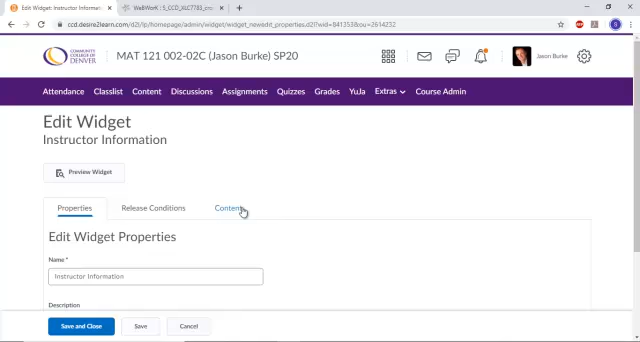 Edit Widget: Instructor Informan
WeBWorK : S_CCD_XLC7785_cm
ccd.desire2learn.com/d2l/lp/homepage/admin/widget/widget_newedit_properties.d2l?wid=841353&ou=2614232
S
COMMUNITY
COLLEGE OF
DENVER
MAT 121 002-02C (Jason Burke) SP20
Jason Burke
Attendance Classlist Content Discussions Assignments Quizzes Grades YuJa Extras Course Admin
Edit Widget
Instructor Information
Preview Widget
Properties Release Conditions Content
Edit Widget Properties
Name *
Instructor Information
Description
Save and Close Save Cancel